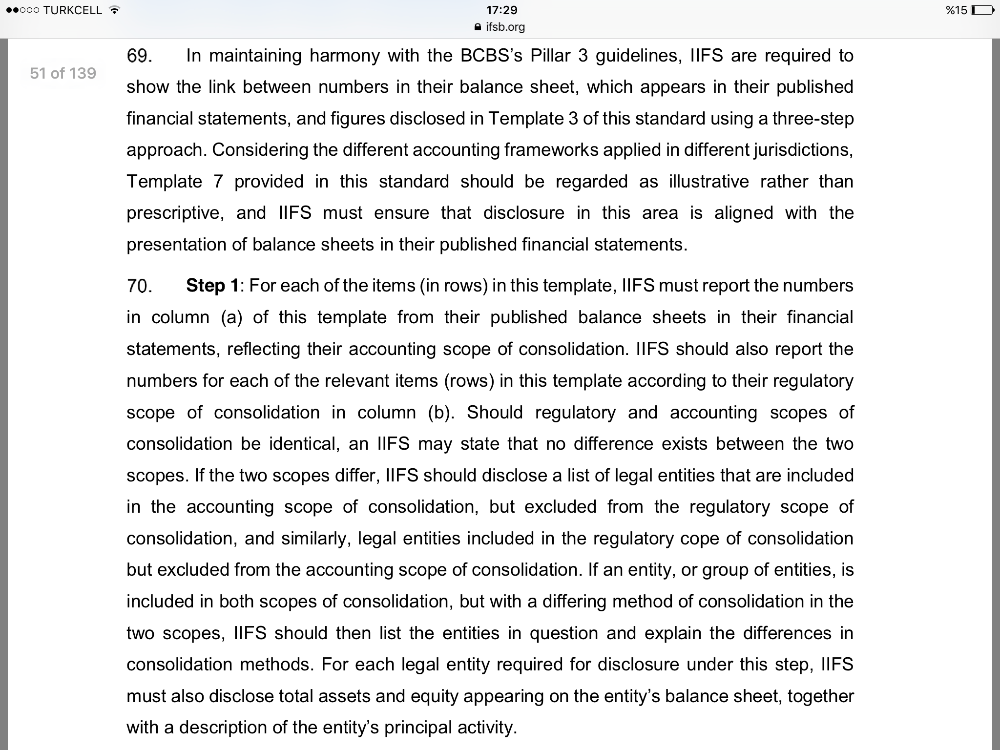 TURKCELL
17:29
%15
ifsb.org
51 of 139
69. In maintaining harmony with the BCBS’s Pillar 3 guidelines, IIFS are required to
show the link between numbers in their balance sheet, which appears in their published
financial statements, and figures disclosed in Template 3 of this standard using a three-step
approach. Considering the different accounting frameworks applied in different jurisdictions,
Template 7 provided in this standard should be regarded as illustrative rather than
prescriptive, and IIFS must ensure that disclosure in this area is aligned with the
presentation of balance sheets in their published financial statements.
70. Step 1: For each of the items (in rows) in this template, IIFS must report the numbers
in column (a) of this template from their published balance sheets in their financial
statements, reflecting their accounting scope of consolidation. IIFS should also report the
numbers for each of the relevant items (rows) in this template according to their regulatory
scope of consolidation in column (b). Should regulatory and accounting scopes of
consolidation be identical, an IIFS may state that no difference exists between the two
scopes. If the two scopes differ, IIFS should disclose a list of legal entities that are included
in the accounting scope of consolidation, but excluded from the regulatory scope of
consolidation, and similarly, legal entities included in the regulatory cope of consolidation
but excluded from the accounting scope of consolidation. If an entity, or group of entities, is
included in both scopes of consolidation, but with a differing method of consolidation in the
two scopes, IIFS should then list the entities in question and explain the differences in
consolidation methods. For each legal entity required for disclosure under this step, IIFS
must also disclose total assets and equity appearing on the entity’s balance sheet, together
with a description of the entity’s principal activity.